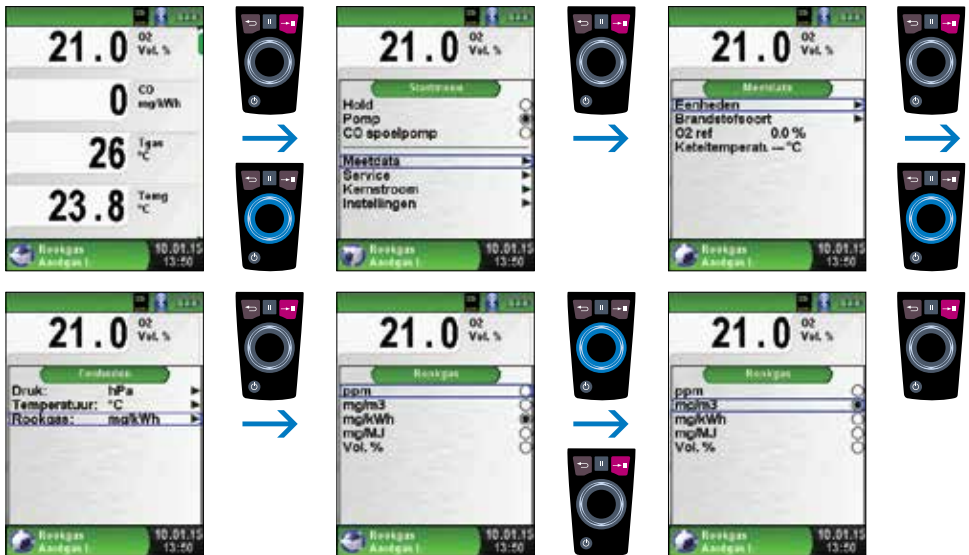 21.0 O2 Vol. %
0 CO mg/kWh
26 Tgas °C
23.8 Temg °C
Rookgas 10.01.15
Aardgas L 13:50
21.0 O2 Vol. %
Startmenu
Hold
Pomp
CO spoelpomp
Meetdata
Service
Kernstroom
Instellingen
Rookgas 10.01.15
Aardgas L 13:50
21.0 O2 Vol. %
Meetdata
Eenheden
Brandstofsoort
O2 ref 0.0 %
Keteltemperatu. ---°C
Rookgas 10.01.15
Aardgas L 13:50
21.0 O2 Vol. %
Eenheden
Druk: hPa
Temperatuur: °C
Rookgas: mg/kWh
Rookgas 10.01.15
Aardgas L 13:50
21.0 O2 Vol. %
Rookgas
ppm
mg/m3
mg/kWh
mg/MJ
Vol. %
Rookgas 10.01.15
Aardgas L 13:50
21.0 O2 Vol. %
Rookgas
ppm
mg/m3
mg/kWh
mg/MJ
Vol. %
Rookgas 10.01.15
Aardgas L 13:50